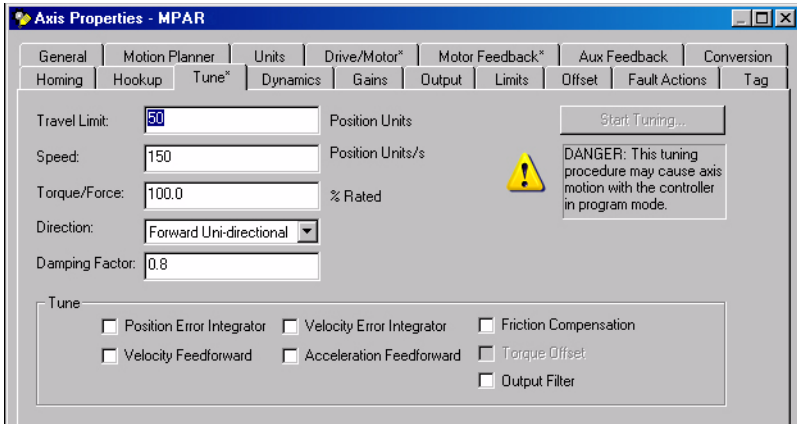 Axis Properties - MPAR
General Motion Planner Units Drive/Motor* Motor Feedback* Aux Feedback Conversion
Homing Hookup Tune* Dynamics Gains Output Limits Offset Fault Actions Tag
Travel Limit: 50 Position Units
Start Tuning...
Speed: 150 Position Units/s
DANGER: This tuning
procedure may cause axis
motion with the controller
in program mode.
Torque/Force: 100.0 % Rated
Direction: Forward Uni-directional
Damping Factor: 0.8
Tune
Position Error Integrator Velocity Error Integrator Friction Compensation
Velocity Feedforward Acceleration Feedforward Torque Offset
Output Filter